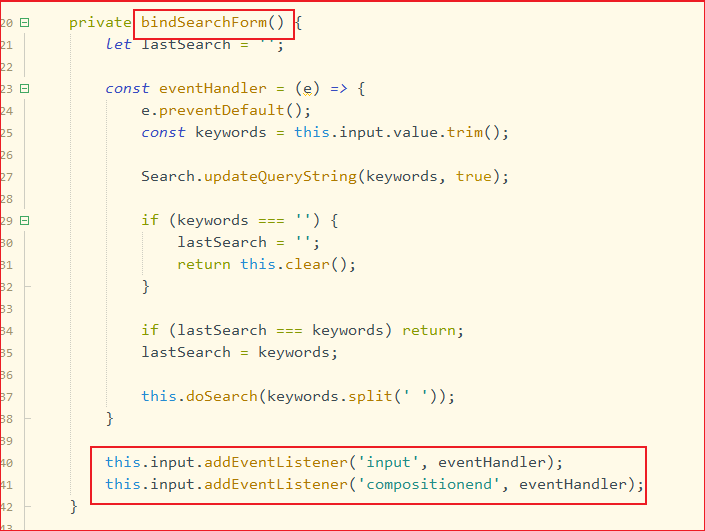 20 private bindSearchForm() {
21 let lastSearch = '';
22
23 const eventHandler = (e) => {
24 e.preventDefault();
25 const keywords = this.input.value.trim();
26
27 Search.updateQueryString(keywords, true);
28
29 if (keywords === '') {
30 lastSearch = '';
31 return this.clear();
32 }
33
34 if (lastSearch === keywords) return;
35 lastSearch = keywords;
36
37 this.doSearch(keywords.split(' '));
38 }
39
40 this.input.addEventListener('input', eventHandler);
41 this.input.addEventListener('compositionend', eventHandler);
42 }
43